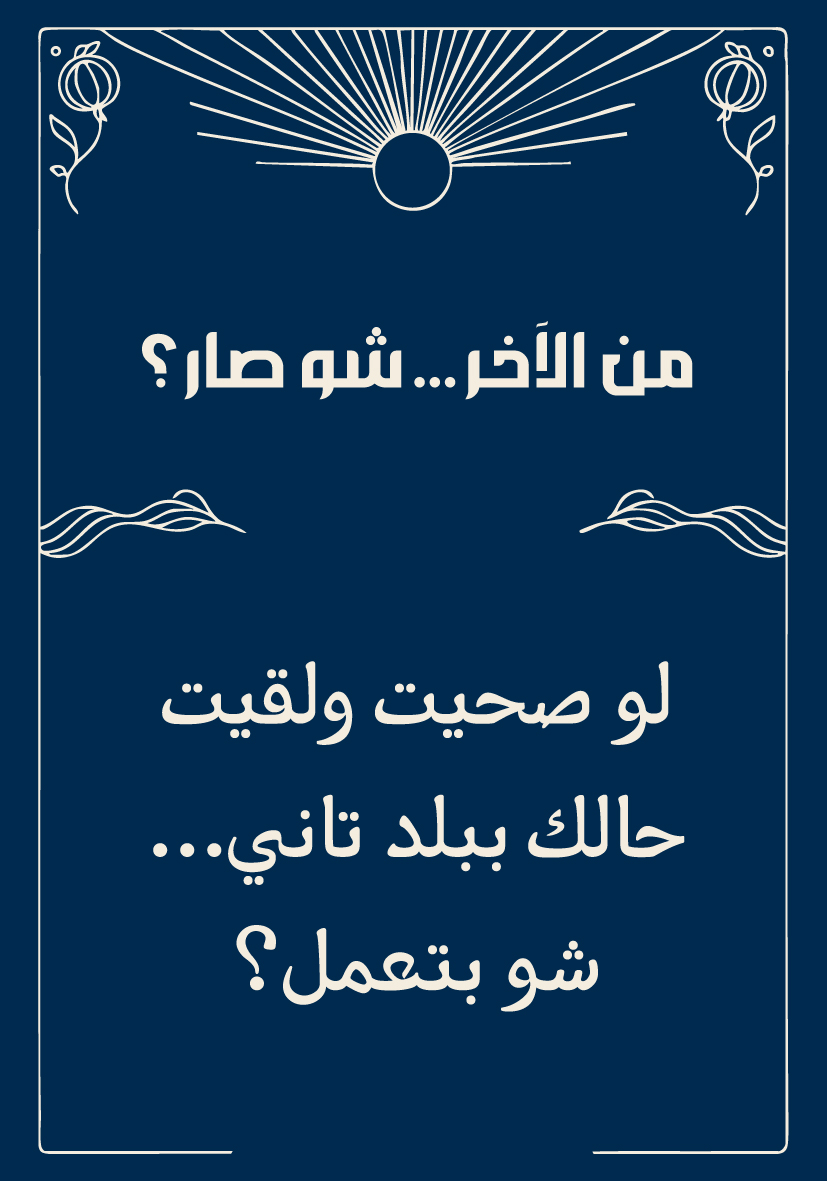 من الآخر... شو صار؟
لو صحيت ولقيت
حالك ببلد تاني...
شو بتعمل؟